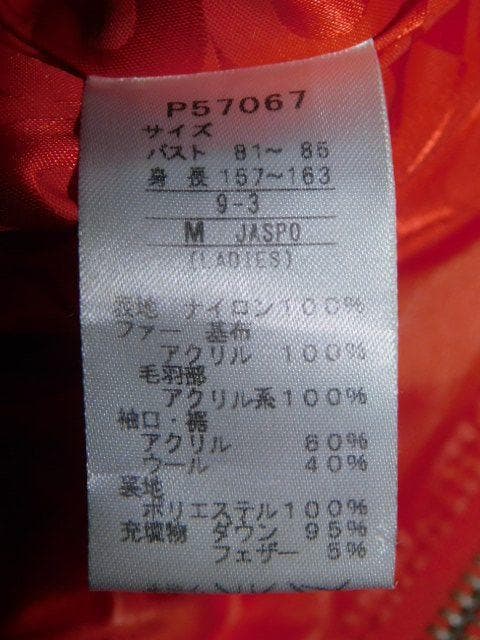 P57067
サイズ
バスト 81～ 85
身 長 157～163
9-3
M JASPO
(LADIES)
表地 ナイロン100%
ファー 基布
アクリル 100%
毛羽部
アクリル系100%
袖口・裾
アクリル 60%
ウール 40%
裏地
ポリエステル100%
充填物 ダウン 95%
フェザー 5%